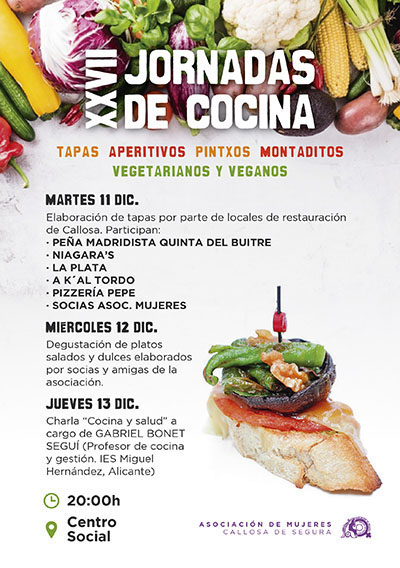 XXVII
JORNADAS
DE COCINA
TAPAS APERITIVOS PINTXOS MONTADITOS
VEGETARIANOS Y VEGANOS
MARTES 11 DIC.
Elaboración de tapas por parte de locales de restauración
de Callosa. Participan:
· PEÑA MADRIDISTA QUINTA DEL BUITRE
· NIAGARA'S
· LA PLATA
· A K´AL TORDO
· PIZZERÍA PEPE
· SOCIAS ASOC. MUJERES
MIERCOLES 12 DIC.
Degustación de platos
salados y dulces elaborados
por socias y amigas de la
asociación.
JUEVES 13 DIC.
Charla “Cocina y salud” a
cargo de GABRIEL BONET
SEGUÍ (Profesor de cocina
y gestión. IES Miguel
Hernández, Alicante)
20:00h
Centro
Social
ASOCIACIÓN DE MUJERES
CALLOSA DE SEGURA